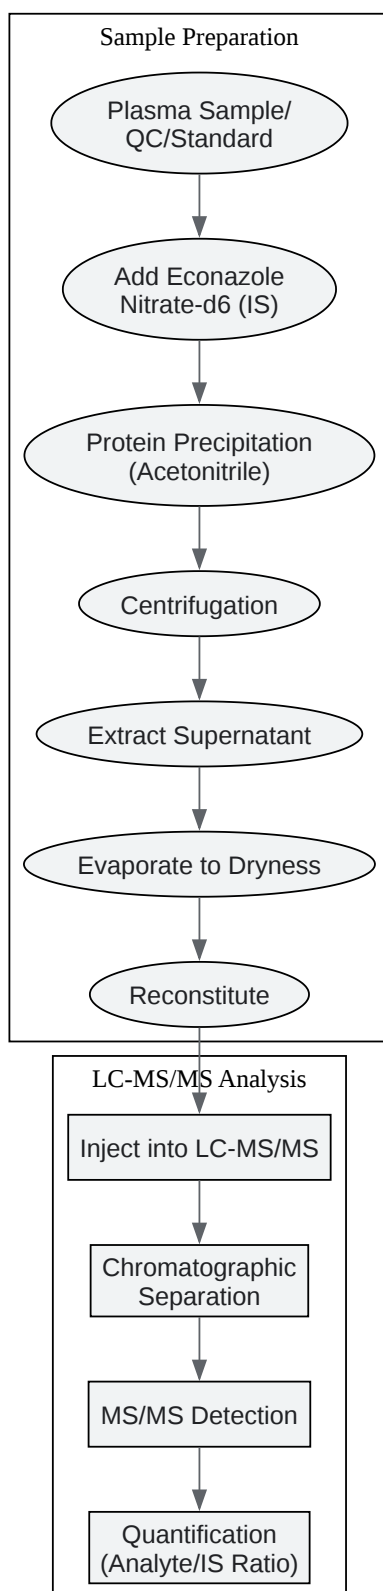 Sample Preparation
Plasma Sample/
QC/Standard
Add Econazole
Nitrate-d6 (IS)
Protein Precipitation
(Acetonitrile)
Centrifugation
Extract Supernatant
Evaporate to Dryness
Reconstitute
LC-MS/MS Analysis
Inject into LC-MS/MS
Chromatographic
Separation
MS/MS Detection
Quantification
(Analyte/IS Ratio)